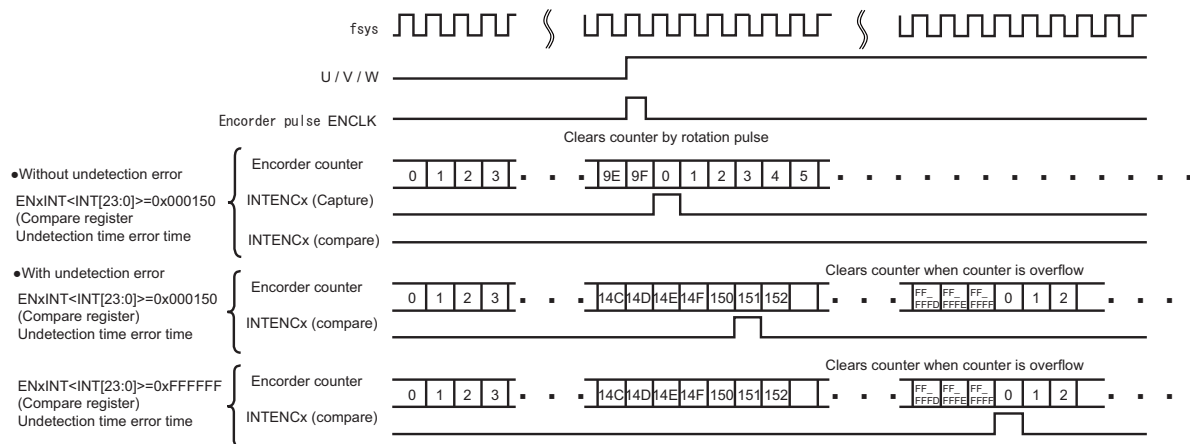 fsys
U / V / W
Encorder pulse ENCLK
Clears counter by rotation pulse
●Without undetection error
ENxINT<INT[23:0]>=0x000150
(Compare register
Undetection time error time
Encorder counter
0 1 2 3 ▪ ▪ ▪ 9E 9F 0 1 2 3 4 5 ▪ ▪ ▪ ▪ ▪ ▪ ▪ ▪ ▪ ▪ ▪ ▪ ▪
INTENCx (Capture)
INTENCx (compare)
●With undetection error
Clears counter when counter is overflow
ENxINT<INT[23:0]>=0x000150
(Compare register)
Undetection time error time
Encorder counter
0 1 2 3 ▪ ▪ ▪ 14C 14D 14E 14F 150 151 152 ▪ ▪ ▪ FF_FFFD FF_FFFE FF_FFFF 0 1 2 ▪ ▪ ▪
INTENCx (compare)
Clears counter when counter is overflow
ENxINT<INT[23:0]>=0xFFFFFF
(Compare register)
Undetection time error time
Encorder counter
0 1 2 3 ▪ ▪ ▪ 14C 14D 14E 14F 150 151 152 ▪ ▪ ▪ FF_FFFD FF_FFFE FF_FFFF 0 1 2 ▪ ▪ ▪
INTENCx (compare)